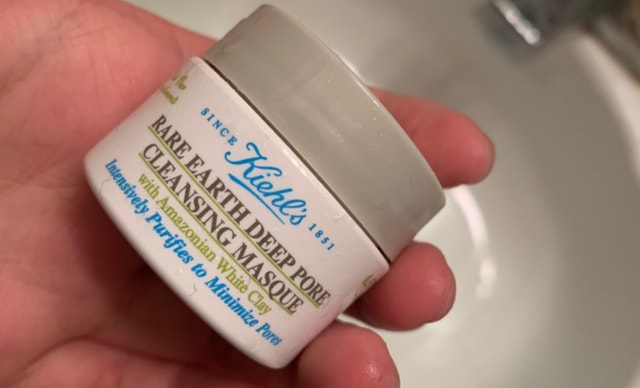 SINCE Kiehl's 1851
RARE EARTH DEEP PORE
CLEANSING MASQUE
with Amazonian White Clay
Intensively Purifies to Minimize Pores